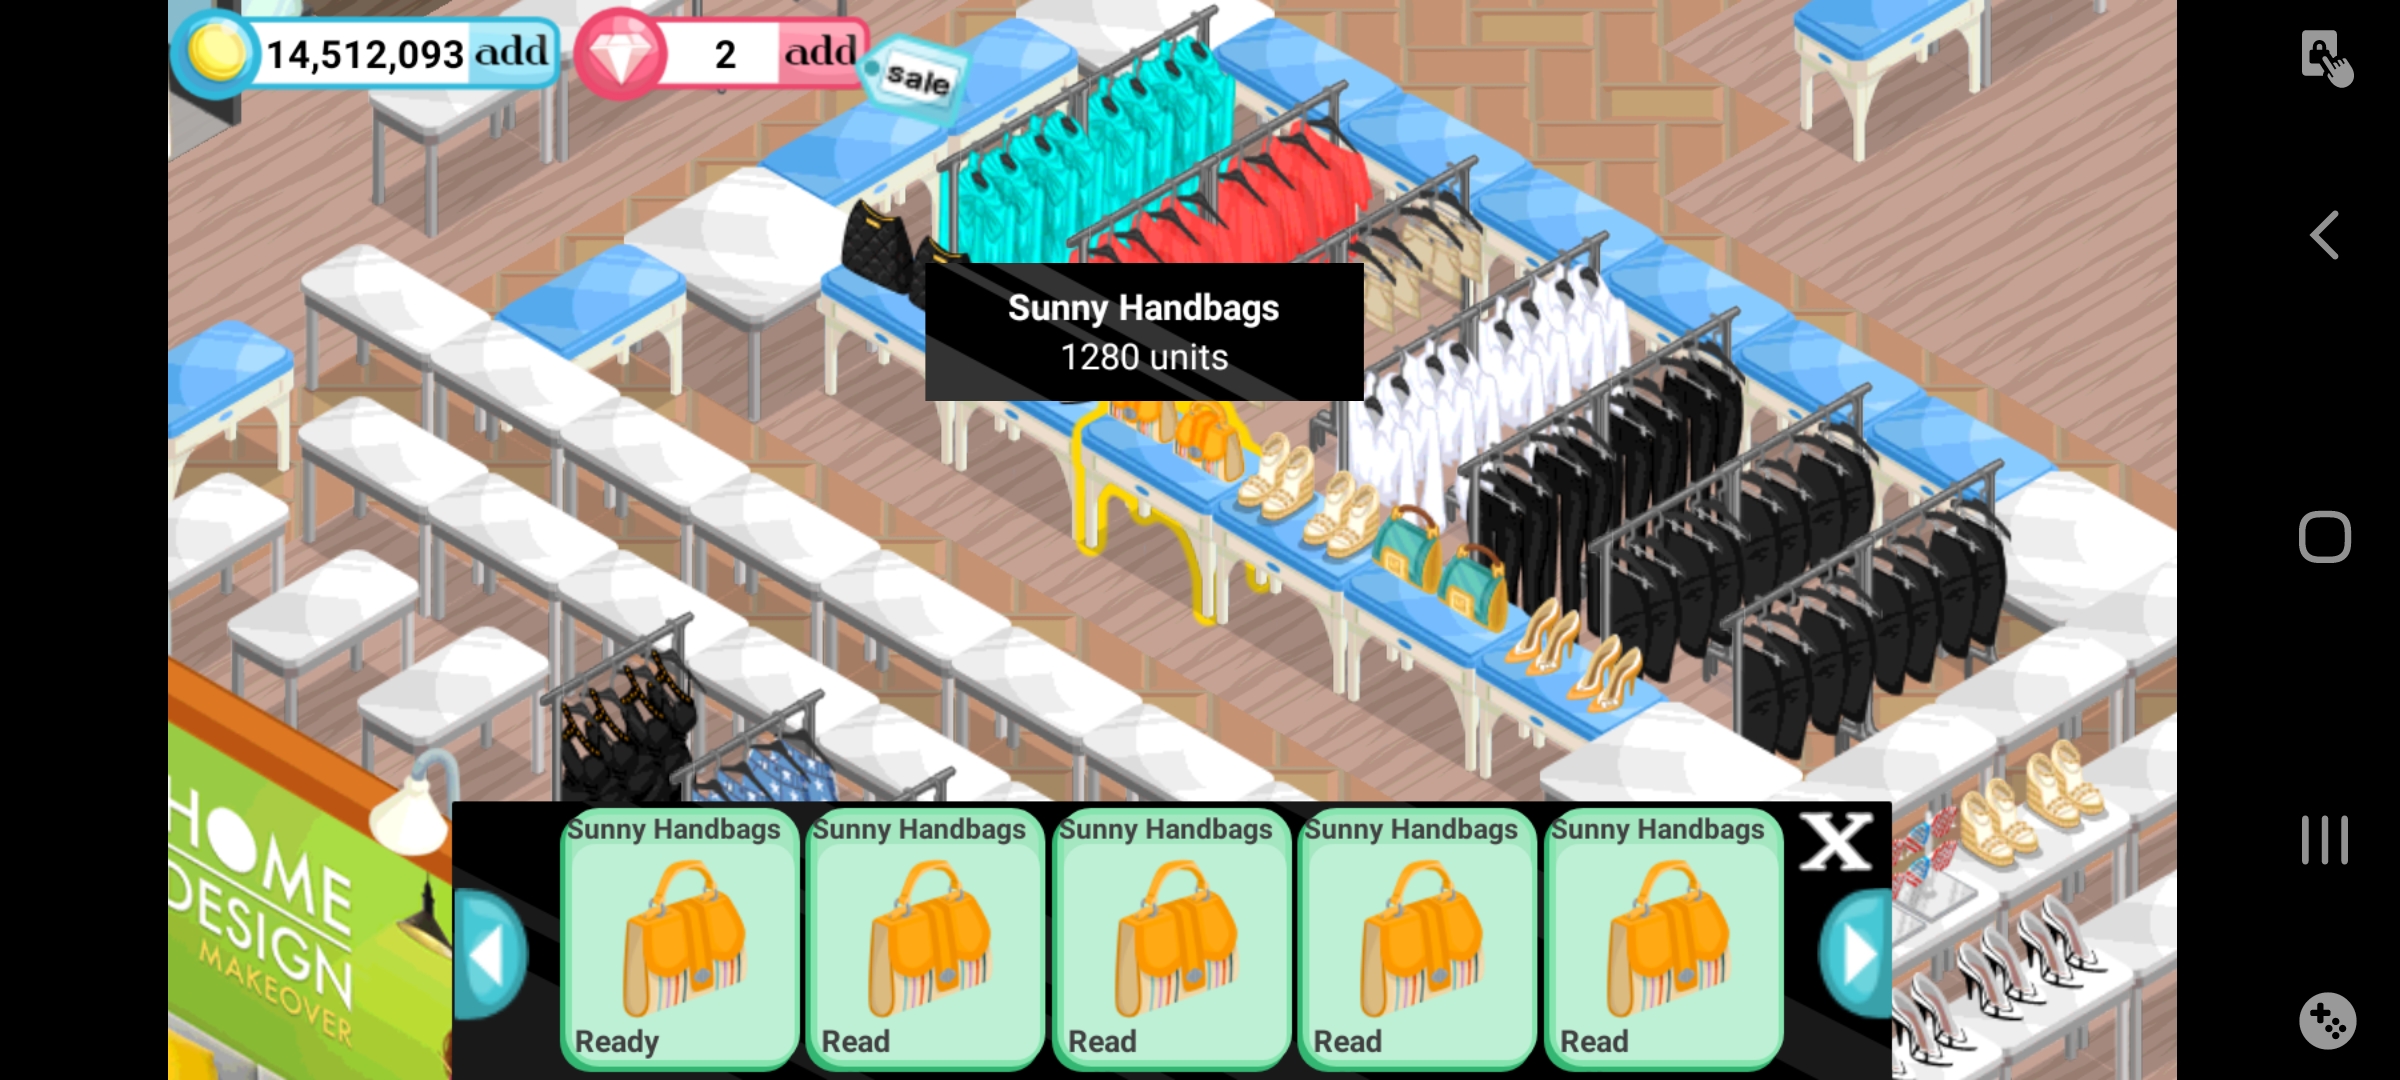 14,512,093 add
2 add
sale
Sunny Handbags
1280 units
HOME
DESIGN
MAKEOVER
Sunny Handbags
Ready
Sunny Handbags
Read
Sunny Handbags
Read
Sunny Handbags
Read
Sunny Handbags
Read
X